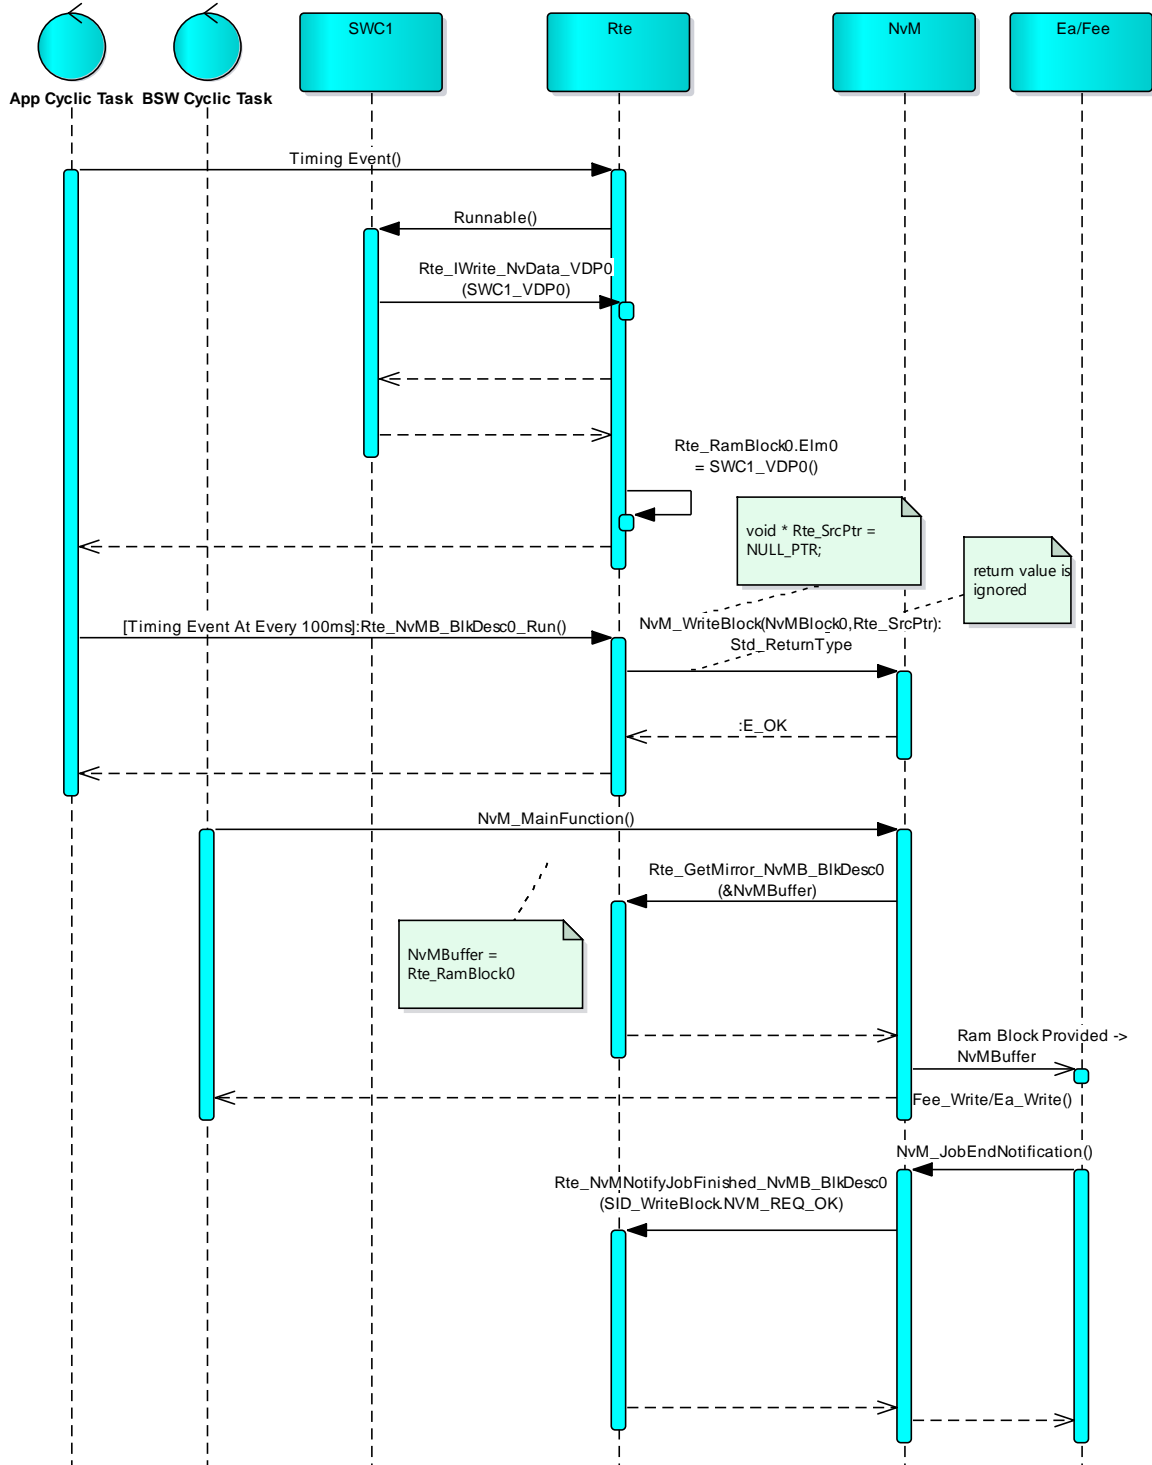 SWC1
Rte
NvM
Ea/Fee
App Cyclic Task
BSW Cyclic Task
Timing Event()
Runnable()
Rte_IWrite_NvData_VDP0
(SWC1_VDP0)
Rte_RamBlock0.Elm0
= SWC1_VDP0()
void * Rte_SrcPtr =
NULL_PTR;
return value is
ignored
[Timing Event At Every 100ms]:Rte_NvMB_BlkDesc0_Run()
NvM_WriteBlock(NvMBlock0,Rte_SrcPtr):
Std_ReturnType
:E_OK
NvM_MainFunction()
Rte_GetMirror_NvMB_BlkDesc0
(&NvMBuffer)
NvMBuffer =
Rte_RamBlock0
Ram Block Provided ->
NvMBuffer
Fee_Write/Ea_Write()
NvM_JobEndNotification()
Rte_NvMNotifyJobFinished_NvMB_BlkDesc0
(SID_WriteBlock.NVM_REQ_OK)